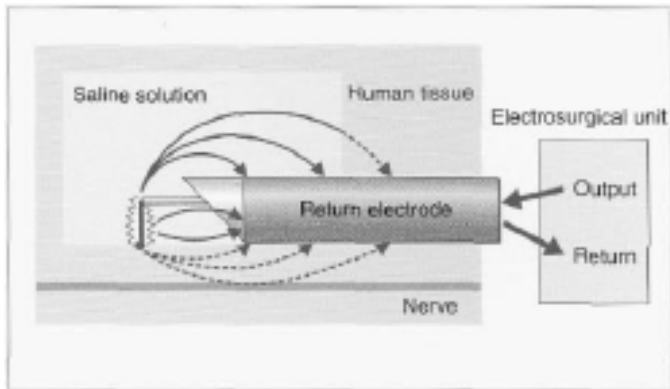 Saline solution
Human tissue
Electrosurgical unit
Output
Return electrode
Return
Nerve